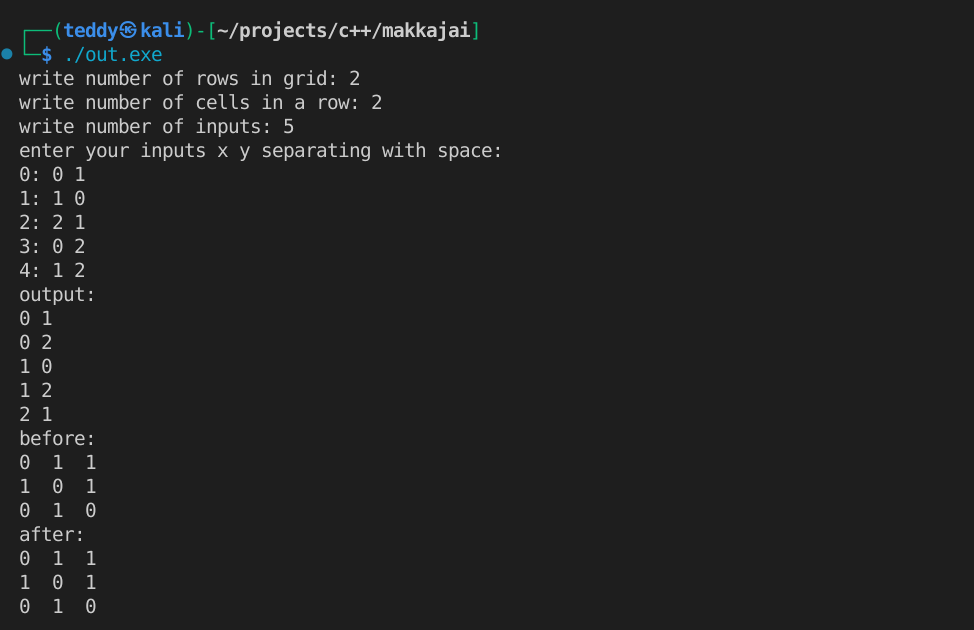 ┌──(teddy㉿kali)-[~/projects/c++/makkajai]
└─$ ./out.exe
write number of rows in grid: 2
write number of cells in a row: 2
write number of inputs: 5
enter your inputs x y separating with space:
0: 0 1
1: 1 0
2: 2 1
3: 0 2
4: 1 2
output:
0 1
0 2
1 0
1 2
2 1
before:
0  1  1
1  0  1
0  1  0
after:
0  1  1
1  0  1
0  1  0